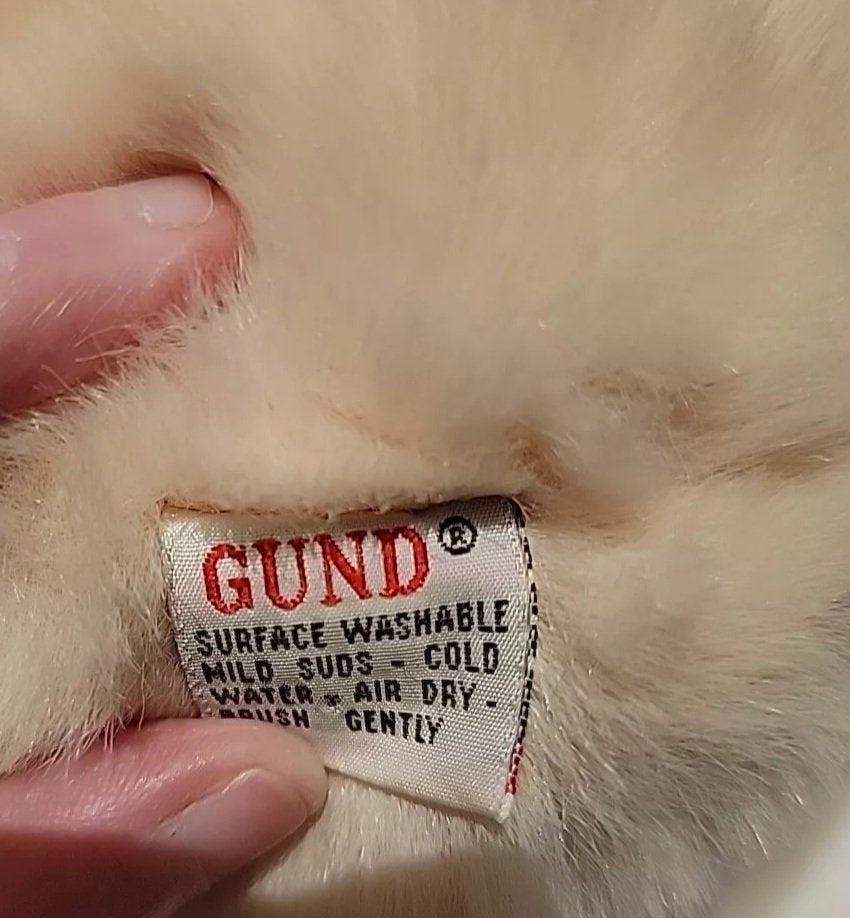 GUND®
SURFACE WASHABLE
MILD SUDS - COLD
WATER - AIR DRY -
BRUSH GENTLY